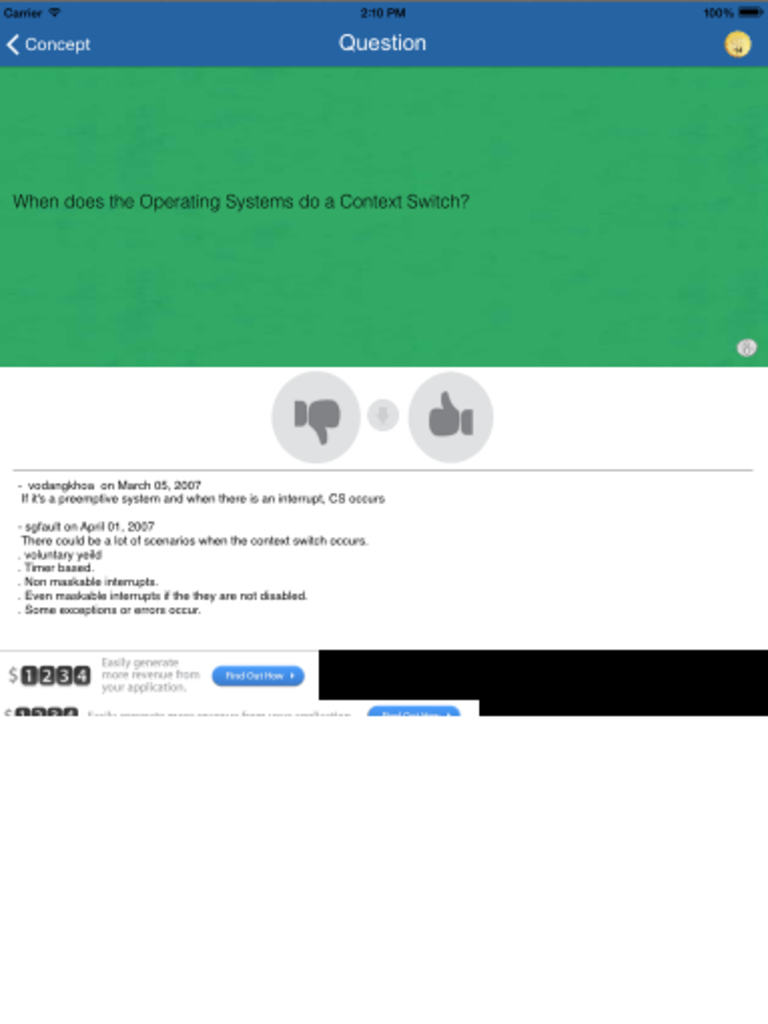 Carrier 2:10 PM 100%
Concept Question
When does the Operating Systems do a Context Switch?
- vodangkhoa on March 05, 2007
If it's a preemptive system and when there is an interrupt, CS occurs
- sgfault on April 01, 2007
There could be a lot of scenarios when the context switch occurs.
. voluntary yeild
. Timer based.
. Non maskable interrupts.
. Even maskable interrupts if the they are not disabled.
. Some exceptions or errors occur.
Easily generate
$1234 more revenue from Find Out How
your application.
$1234 Easily generate more revenue from your application. Find Out How